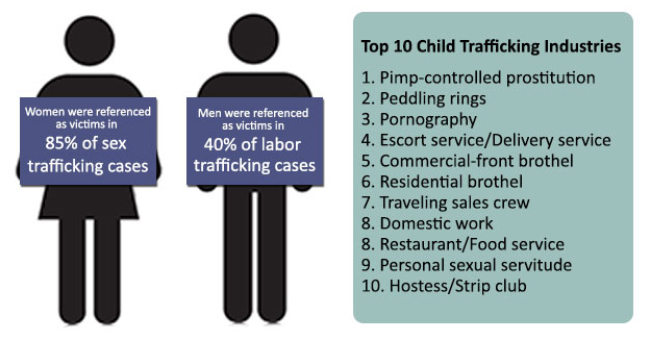 Women were referenced
as victims in
85% of sex
trafficking cases
Men were referenced
as victims in
40% of labor
trafficking cases
Top 10 Child Trafficking Industries
1. Pimp-controlled prostitution
2. Peddling rings
3. Pornography
4. Escort service/Delivery service
5. Commercial-front brothel
6. Residential brothel
7. Traveling sales crew
8. Domestic work
8. Restaurant/Food service
9. Personal sexual servitude
10. Hostess/Strip club